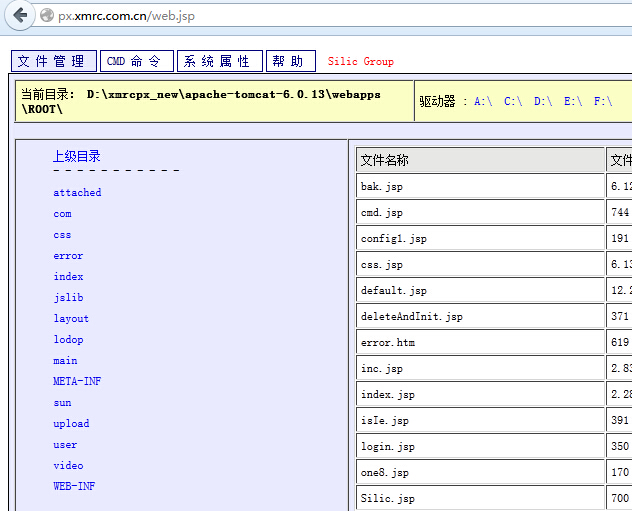 px.xmrc.com.cn/web.jsp
文件管理 CMD 命令 系统属性 帮助 Silic Group
当前目录: D:\xmrcpx_new\apache-tomcat-6.0.13\webapps
\ROOT\
驱动器 : A:\ C:\ D:\ E:\ F:\
上级目录
- - - - - - - - - - -
attached
com
css
error
index
jslib
layout
lodop
main
META-INF
sun
upload
user
video
WEB-INF
文件名称
bak.jsp 6.12
cmd.jsp 744
config1.jsp 191
css.jsp 6.13
default.jsp 12.2
deleteAndInit.jsp 371
error.htm 619
inc.jsp 2.83
index.jsp 2.28
isIe.jsp 391
login.jsp 350
one8.jsp 170
Silic.jsp 700